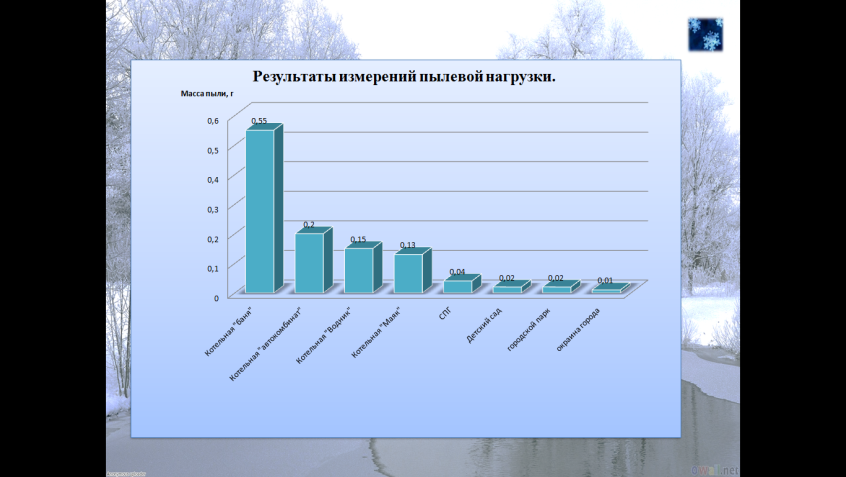 Результаты измерений пылевой нагрузки.
Масса пыли, г
0,6
0,5
0,4
0,3
0,2
0,1
0
0,55
0,2
0,15
0,13
0,04
0,02
0,02
0,01
Котельная "баня"
Котельная "автокомбинат"
Котельная "Водник"
Котельная "Маяк"
СПГ
Детский сад
городской парк
окраина города